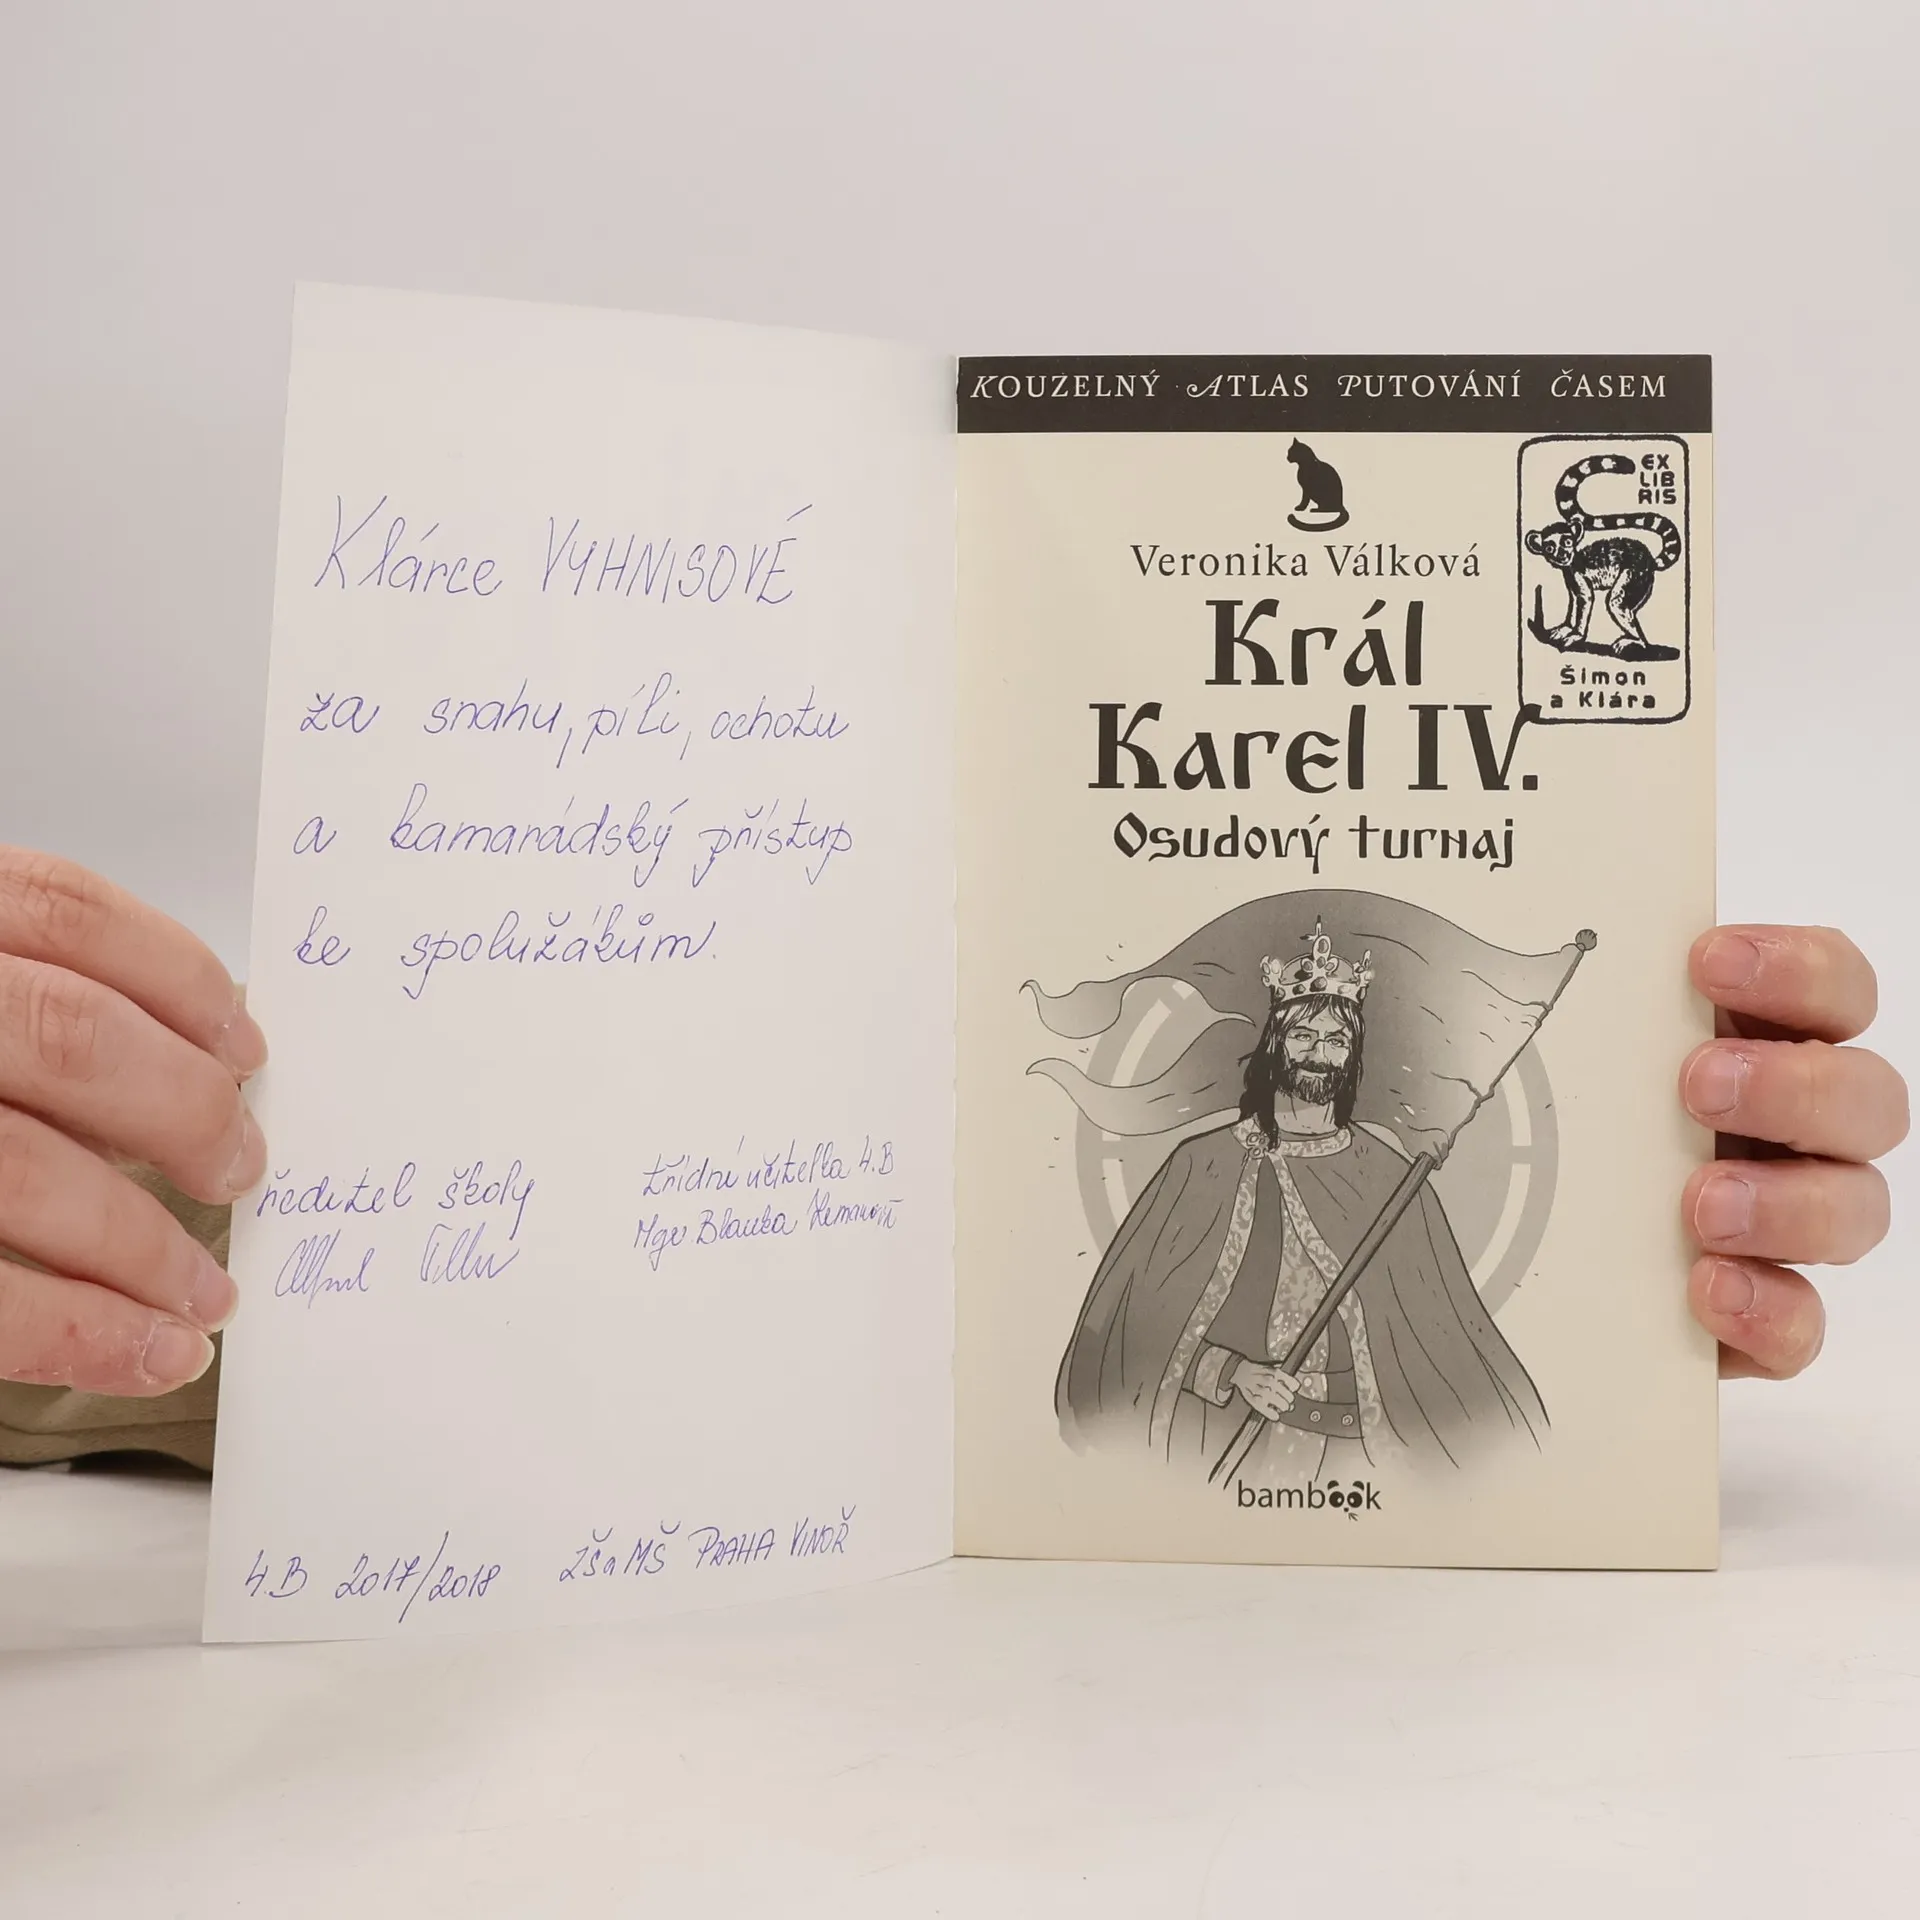 Klárce VYHNISOVÉ
za snahu, píli, ochotu
a kamarádský přístup
ke spolužákům.
ředitel školy
třídní učitelka 4.B
Mgr. Blanka
4.B 2017/2018 ZŠ a MŠ PRAHA VINOŘ
KOUZELNÝ ATLAS PUTOVÁNÍ ČASEM
EX
LIB
RIS
Šimon
a Klára
Veronika Válková
Král
Karel IV.
Osudový turnaj
bambook